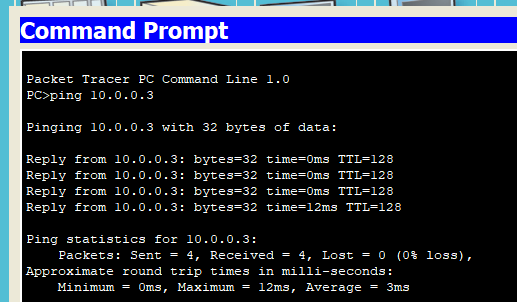 Command Prompt
Packet Tracer PC Command Line 1.0
PC>ping 10.0.0.3
Pinging 10.0.0.3 with 32 bytes of data:
Reply from 10.0.0.3: bytes=32 time=0ms TTL=128
Reply from 10.0.0.3: bytes=32 time=0ms TTL=128
Reply from 10.0.0.3: bytes=32 time=0ms TTL=128
Reply from 10.0.0.3: bytes=32 time=12ms TTL=128
Ping statistics for 10.0.0.3:
Packets: Sent = 4, Received = 4, Lost = 0 (0% loss),
Approximate round trip times in milli-seconds:
Minimum = 0ms, Maximum = 12ms, Average = 3ms